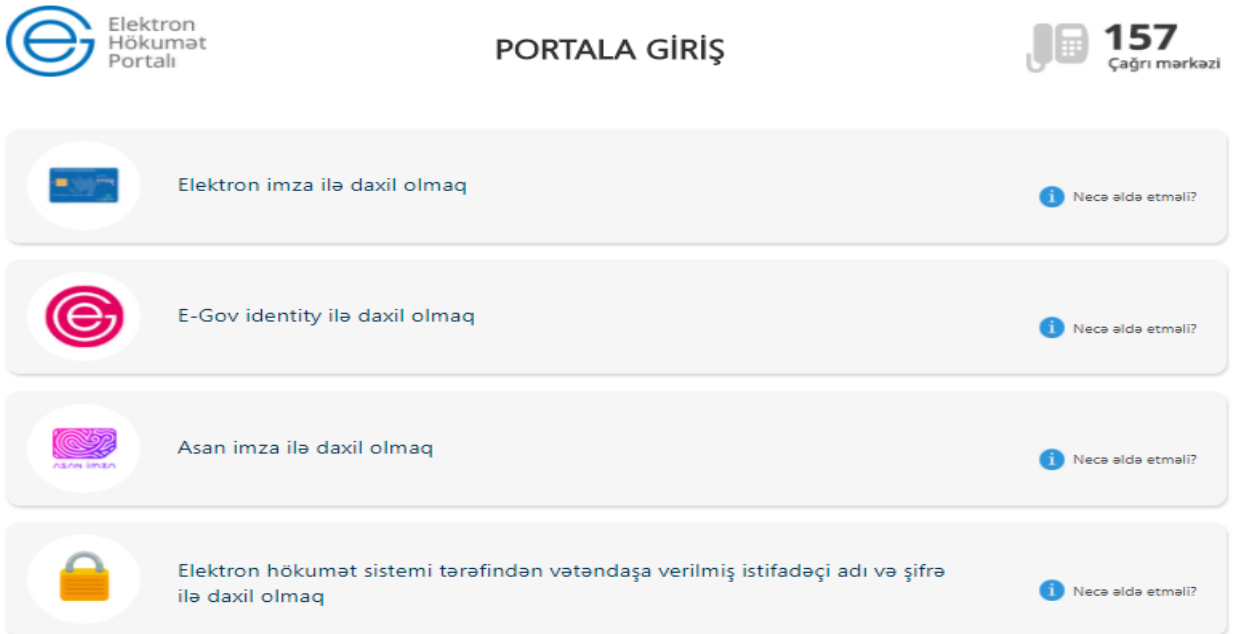 Elektron
Hökumət
Portalı
PORTALA GİRİŞ
157
Çağrı mərkəzi
Elektron imza ilə daxil olmaq
Necə əldə etməli?
E-Gov identity ilə daxil olmaq
Necə əldə etməli?
ASAN İMZA
Asan imza ilə daxil olmaq
Necə əldə etməli?
Elektron hökumət sistemi tərəfindən vətəndaşa verilmiş istifadəçi adı və şifrə
ilə daxil olmaq
Necə əldə etməli?